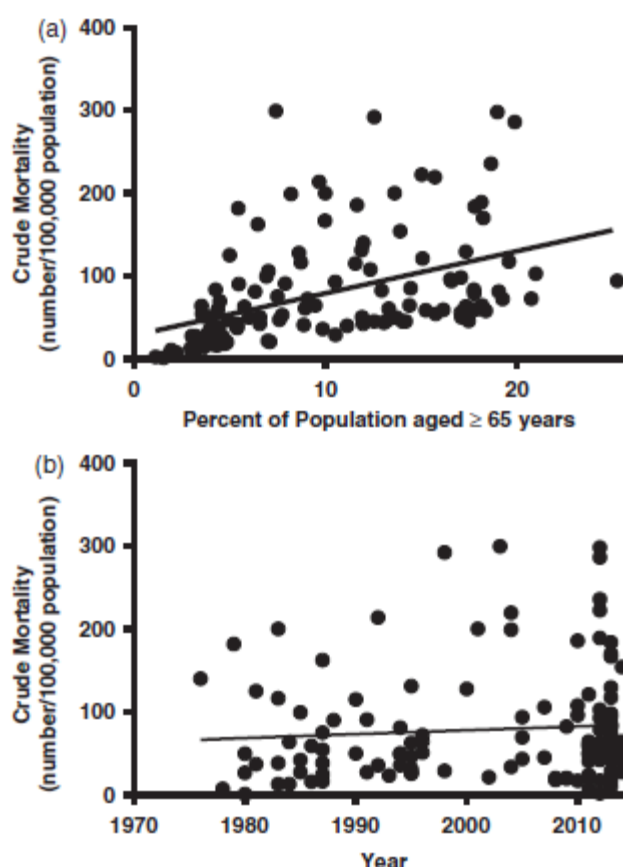 (a)
400
300
200
100
0
0 10 20
Crude Mortality
(number/100,000 population)
Percent of Population aged ≥ 65 years
(b)
400
300
200
100
0
1970 1980 1990 2000 2010
Crude Mortality
(number/100,000 population)
Year